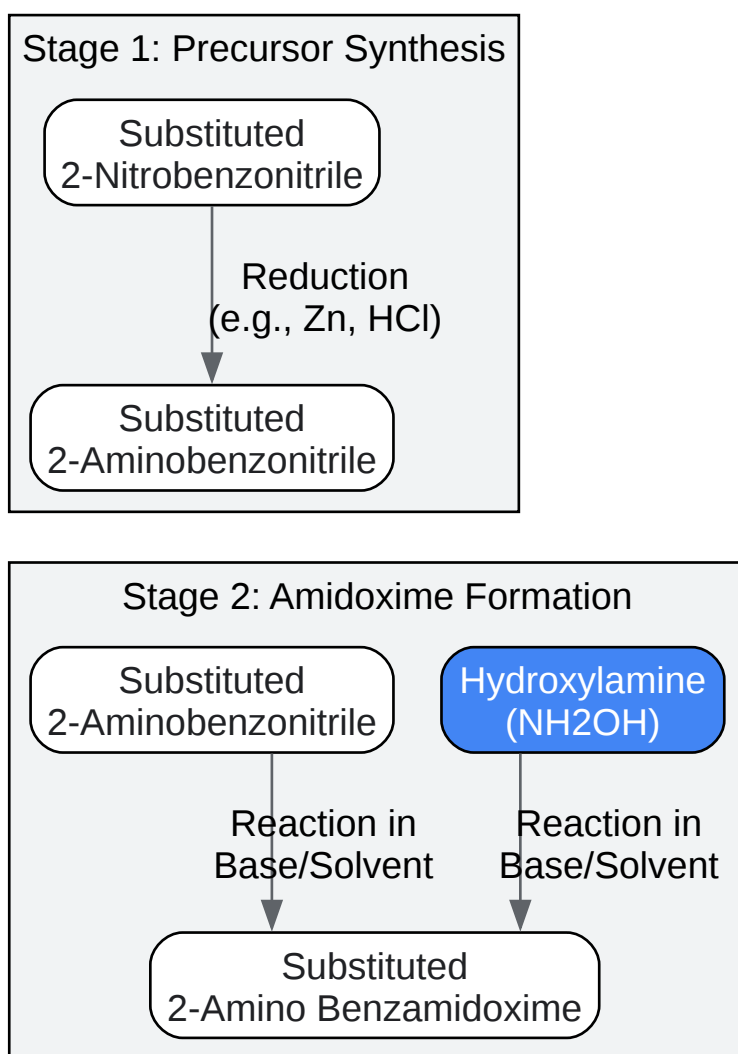 Stage 1: Precursor Synthesis
Substituted
2-Nitrobenzonitrile
Reduction
(e.g., Zn, HCl)
Substituted
2-Aminobenzonitrile
Stage 2: Amidoxime Formation
Substituted
2-Aminobenzonitrile
Hydroxylamine
(NH2OH)
Reaction in
Base/Solvent
Reaction in
Base/Solvent
Substituted
2-Amino Benzamidoxime